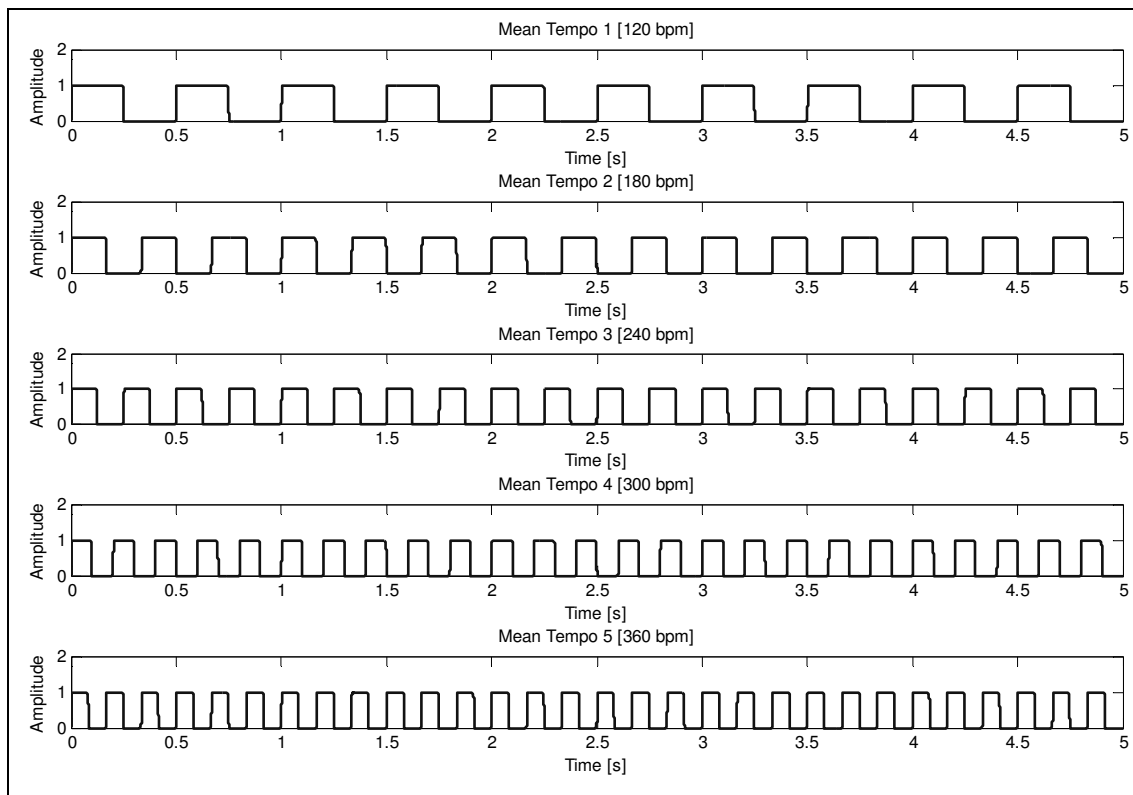 Mean Tempo 1 [120 bpm]
Amplitude
2
1
0
0 0.5 1 1.5 2 2.5 3 3.5 4 4.5 5
Time [s]
Mean Tempo 2 [180 bpm]
Amplitude
2
1
0
0 0.5 1 1.5 2 2.5 3 3.5 4 4.5 5
Time [s]
Mean Tempo 3 [240 bpm]
Amplitude
2
1
0
0 0.5 1 1.5 2 2.5 3 3.5 4 4.5 5
Time [s]
Mean Tempo 4 [300 bpm]
Amplitude
2
1
0
0 0.5 1 1.5 2 2.5 3 3.5 4 4.5 5
Time [s]
Mean Tempo 5 [360 bpm]
Amplitude
2
1
0
0 0.5 1 1.5 2 2.5 3 3.5 4 4.5 5
Time [s]